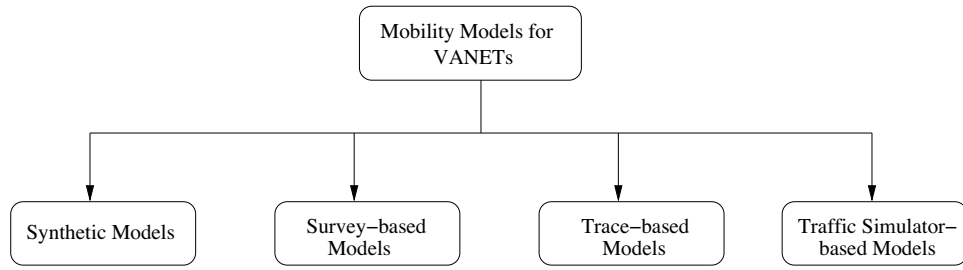 Mobility Models for
VANETs
Synthetic Models
Survey-based
Models
Trace-based
Models
Traffic Simulator-
based Models